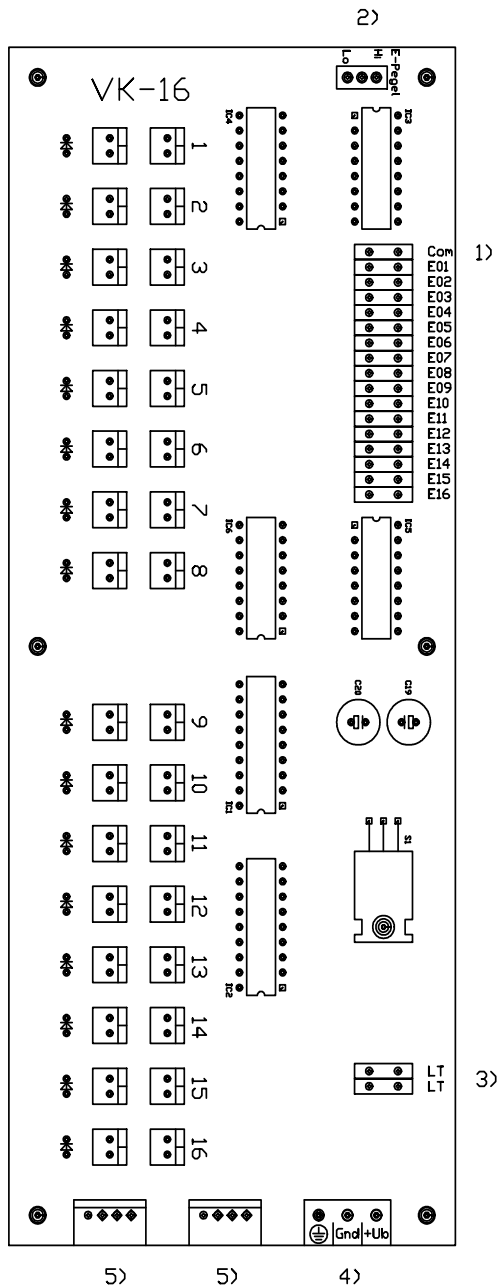 2)
Lo
Hi
E-Pegel
VK-16
IC4
IC3
1
2
3
4
5
6
7
8
1)
Com
E01
E02
E03
E04
E05
E06
E07
E08
E09
E10
E11
E12
E13
E14
E15
E16
IC6
IC5
C20
C19
9
10
11
12
13
14
15
16
IC1
S1
IC2
LT
LT
3)
Gnd
+Ub
5)
5)
4)